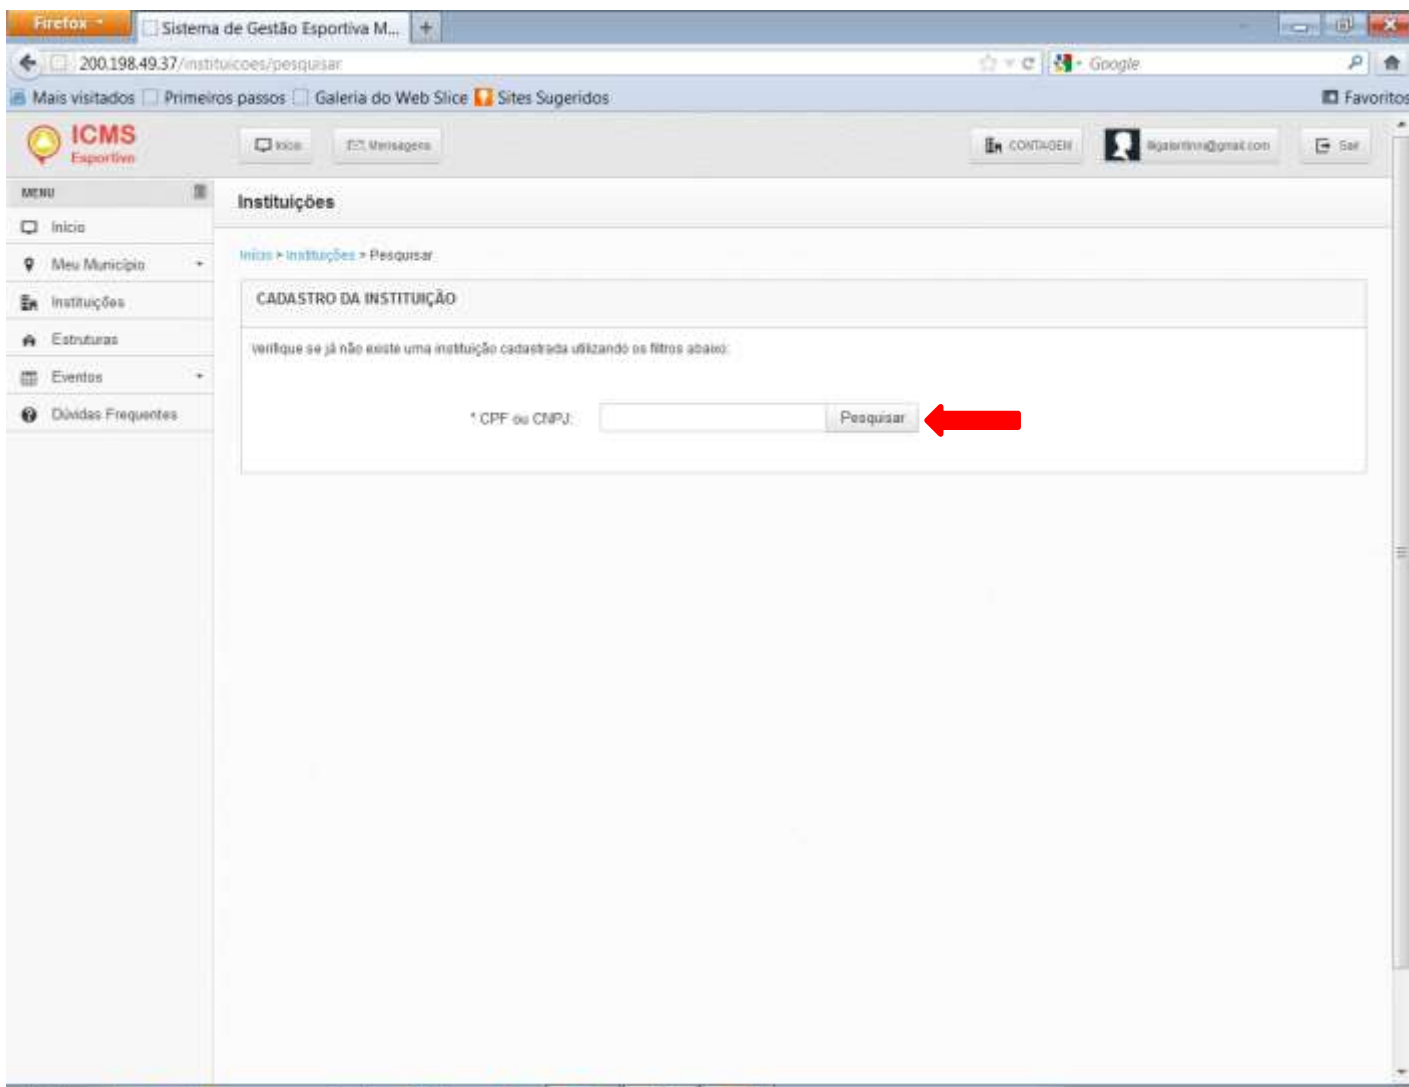 Firefox
Sistema de Gestão Esportiva M...
+
200.198.49.37/instituicoes/pesquisar
Google
Mais visitados Primeiros passos Galeria do Web Slice Sites Sugeridos Favoritos
ICMS
Esportivo
Início Mensagens CONTAGEM Sair
MENU
Início
Meu Município
Instituições
Estruturas
Eventos
Dúvidas Frequentes
Instituições
Início > Instituições > Pesquisar
CADASTRO DA INSTITUIÇÃO
Verifique se já não existe uma instituição cadastrada utilizando os filtros abaixo:
* CPF ou CNPJ: Pesquisar